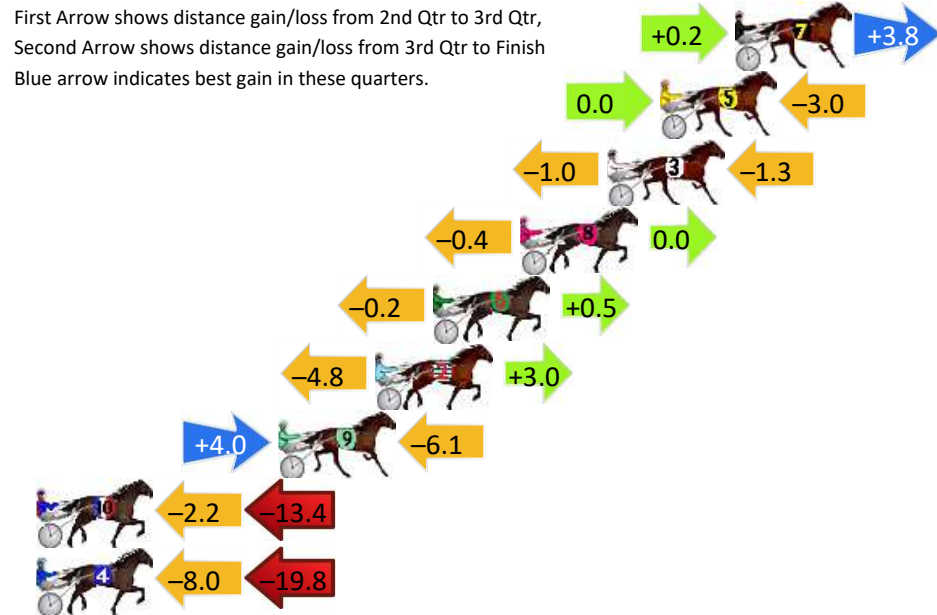 First Arrow shows distance gain/loss from 2nd Qtr to 3rd Qtr,
Second Arrow shows distance gain/loss from 3rd Qtr to Finish
Blue arrow indicates best gain in these quarters.
+0.2 7 +3.8
0.0 5 –3.0
–1.0 3 –1.3
–0.4 8 0.0
–0.2 +0.5
–4.8 2 +3.0
+4.0 9 –6.1
–2.2 –13.4
4 –8.0 –19.8